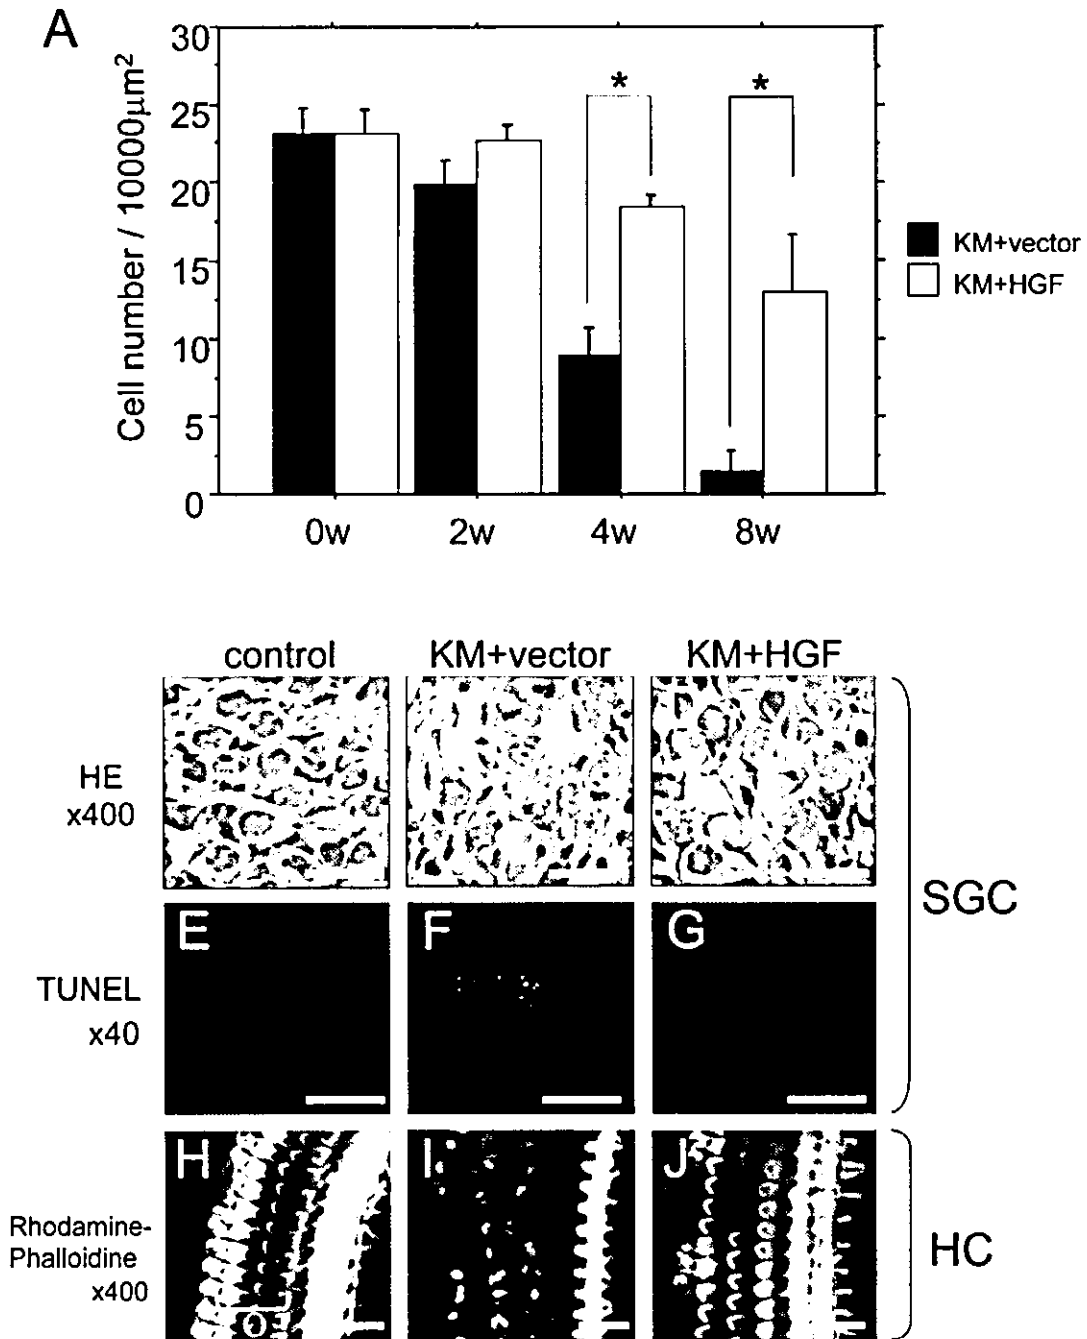 A
Cell number / 10000μm²
30
25
20
15
10
5
0
*
*
0w
2w
4w
8w
KM+vector
KM+HGF
control
KM+vector
KM+HGF
HE
x400
SGC
E
F
G
TUNEL
x40
H
I
J
Rhodamine-
Phalloidine
x400
HC
O